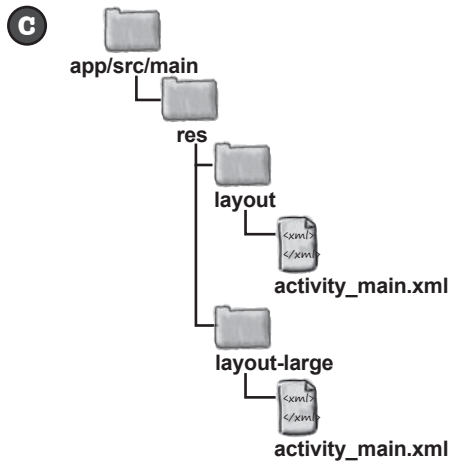 C
app/src/main
res
layout
<xml>
</xml>
activity_main.xml
layout-large
<xml>
</xml>
activity_main.xml